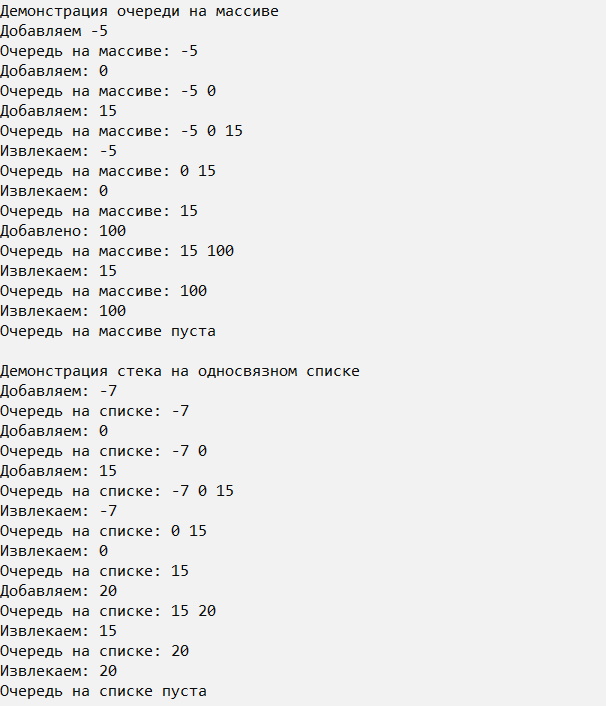 Демонстрация очереди на массиве
Добавляем -5
Очередь на массиве: -5
Добавляем: 0
Очередь на массиве: -5 0
Добавляем: 15
Очередь на массиве: -5 0 15
Извлекаем: -5
Очередь на массиве: 0 15
Извлекаем: 0
Очередь на массиве: 15
Добавлено: 100
Очередь на массиве: 15 100
Извлекаем: 15
Очередь на массиве: 100
Извлекаем: 100
Очередь на массиве пуста

Демонстрация стека на односвязном списке
Добавляем: -7
Очередь на списке: -7
Добавляем: 0
Очередь на списке: -7 0
Добавляем: 15
Очередь на списке: -7 0 15
Извлекаем: -7
Очередь на списке: 0 15
Извлекаем: 0
Очередь на списке: 15
Добавляем: 20
Очередь на списке: 15 20
Извлекаем: 15
Очередь на списке: 20
Извлекаем: 20
Очередь на списке пуста